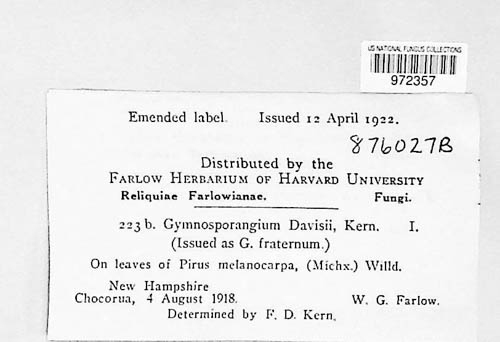 US NATIONAL FUNGUS COLLECTIONS
972357
Emended label. Issued 12 April 1922.
876027B
Distributed by the
FARLOW HERBARIUM OF HARVARD UNIVERSITY
Reliquiae Farlowianae. Fungi.
223 b. Gymnosporangium Davisii, Kern. I.
(Issued as G. fraternum.)
On leaves of Pirus melanocarpa, (Michx.) Willd.
New Hampshire
Chocorua, 4 August 1918. W. G. Farlow.
Determined by F. D. Kern.